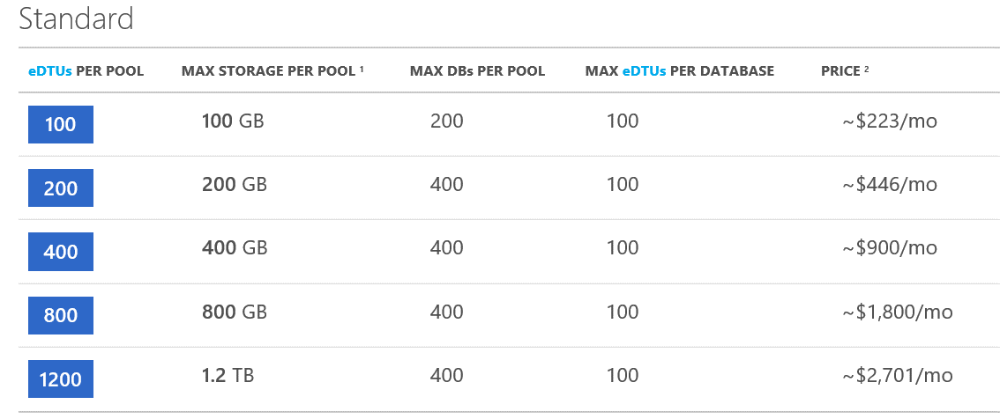 Standard
eDTUs PER POOL MAX STORAGE PER POOL ¹ MAX DBs PER POOL MAX eDTUs PER DATABASE PRICE ²
100 100 GB 200 100 ~$223/mo
200 200 GB 400 100 ~$446/mo
400 400 GB 400 100 ~$900/mo
800 800 GB 400 100 ~$1,800/mo
1200 1.2 TB 400 100 ~$2,701/mo